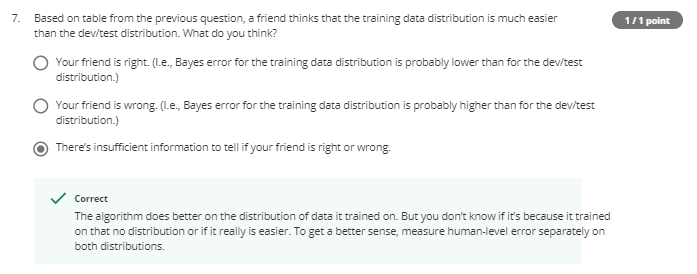 7. Based on table from the previous question, a friend thinks that the training data distribution is much easier
than the dev/test distribution. What do you think?
1 / 1 point
Your friend is right. (I.e., Bayes error for the training data distribution is probably lower than for the dev/test
distribution.)
Your friend is wrong. (I.e., Bayes error for the training data distribution is probably higher than for the dev/test
distribution.)
There's insufficient information to tell if your friend is right or wrong.
Correct
The algorithm does better on the distribution of data it trained on. But you don't know if it's because it trained
on that no distribution or if it really is easier. To get a better sense, measure human-level error separately on
both distributions.